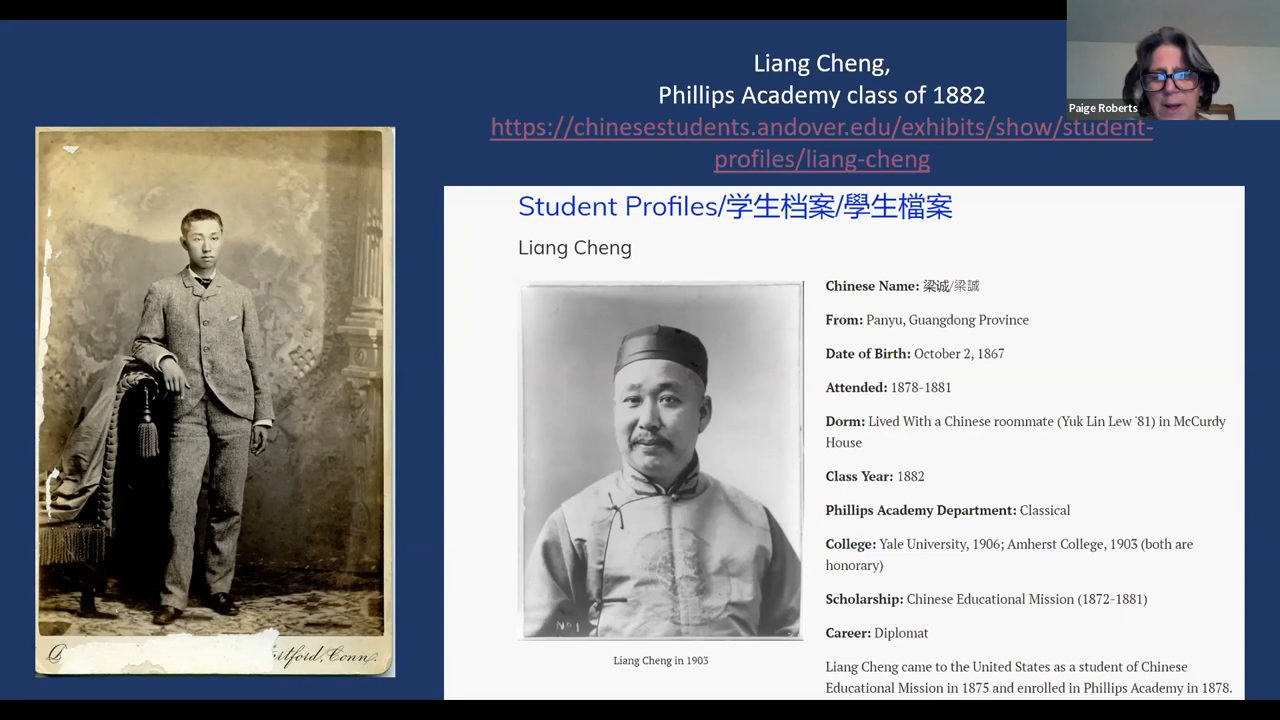 Liang Cheng,
Phillips Academy class of 1882
https://chinesestudents.andover.edu/exhibits/show/student-
profiles/liang-cheng
Paige Roberts
Student Profiles/学生档案/學生檔案
Liang Cheng
Chinese Name: 梁诚/梁誠
From: Panyu, Guangdong Province
Date of Birth: October 2, 1867
Attended: 1878-1881
Dorm: Lived With a Chinese roommate (Yuk Lin Lew '81) in McCurdy
House
Class Year: 1882
Phillips Academy Department: Classical
College: Yale University, 1906; Amherst College, 1903 (both are
honorary)
Scholarship: Chinese Educational Mission (1872-1881)
Career: Diplomat
Liang Cheng came to the United States as a student of Chinese
Educational Mission in 1875 and enrolled in Phillips Academy in 1878.
No 1
Liang Cheng in 1903
Conn.